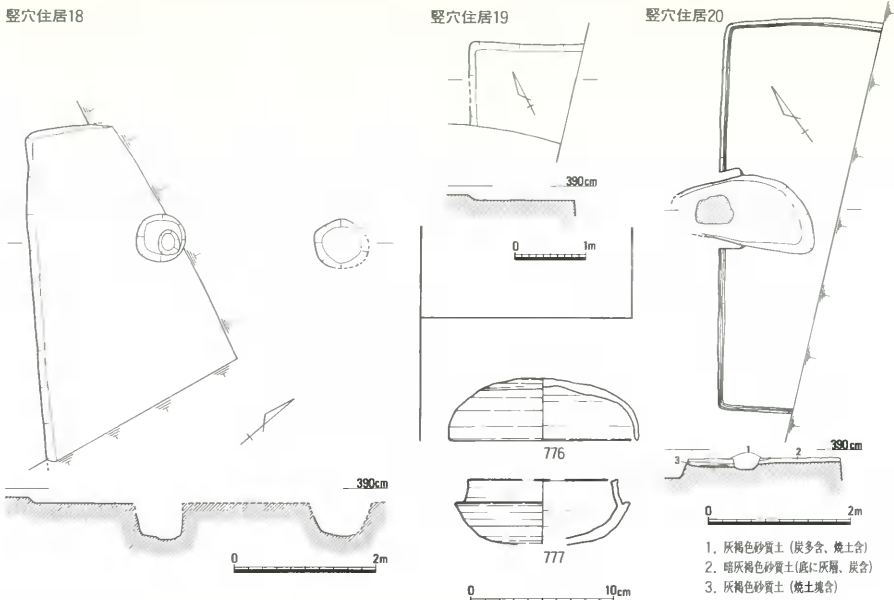 竪穴住居18
390cm
0 2m
竪穴住居19
390cm
0 1m
776
777
0 10cm
竪穴住居20
1
2
3
390cm
0 2m
1. 灰褐色砂質土（炭多含、焼土含）
2. 暗灰褐色砂質土(底に灰層、炭含)
3. 灰褐色砂質土（焼土塊含）